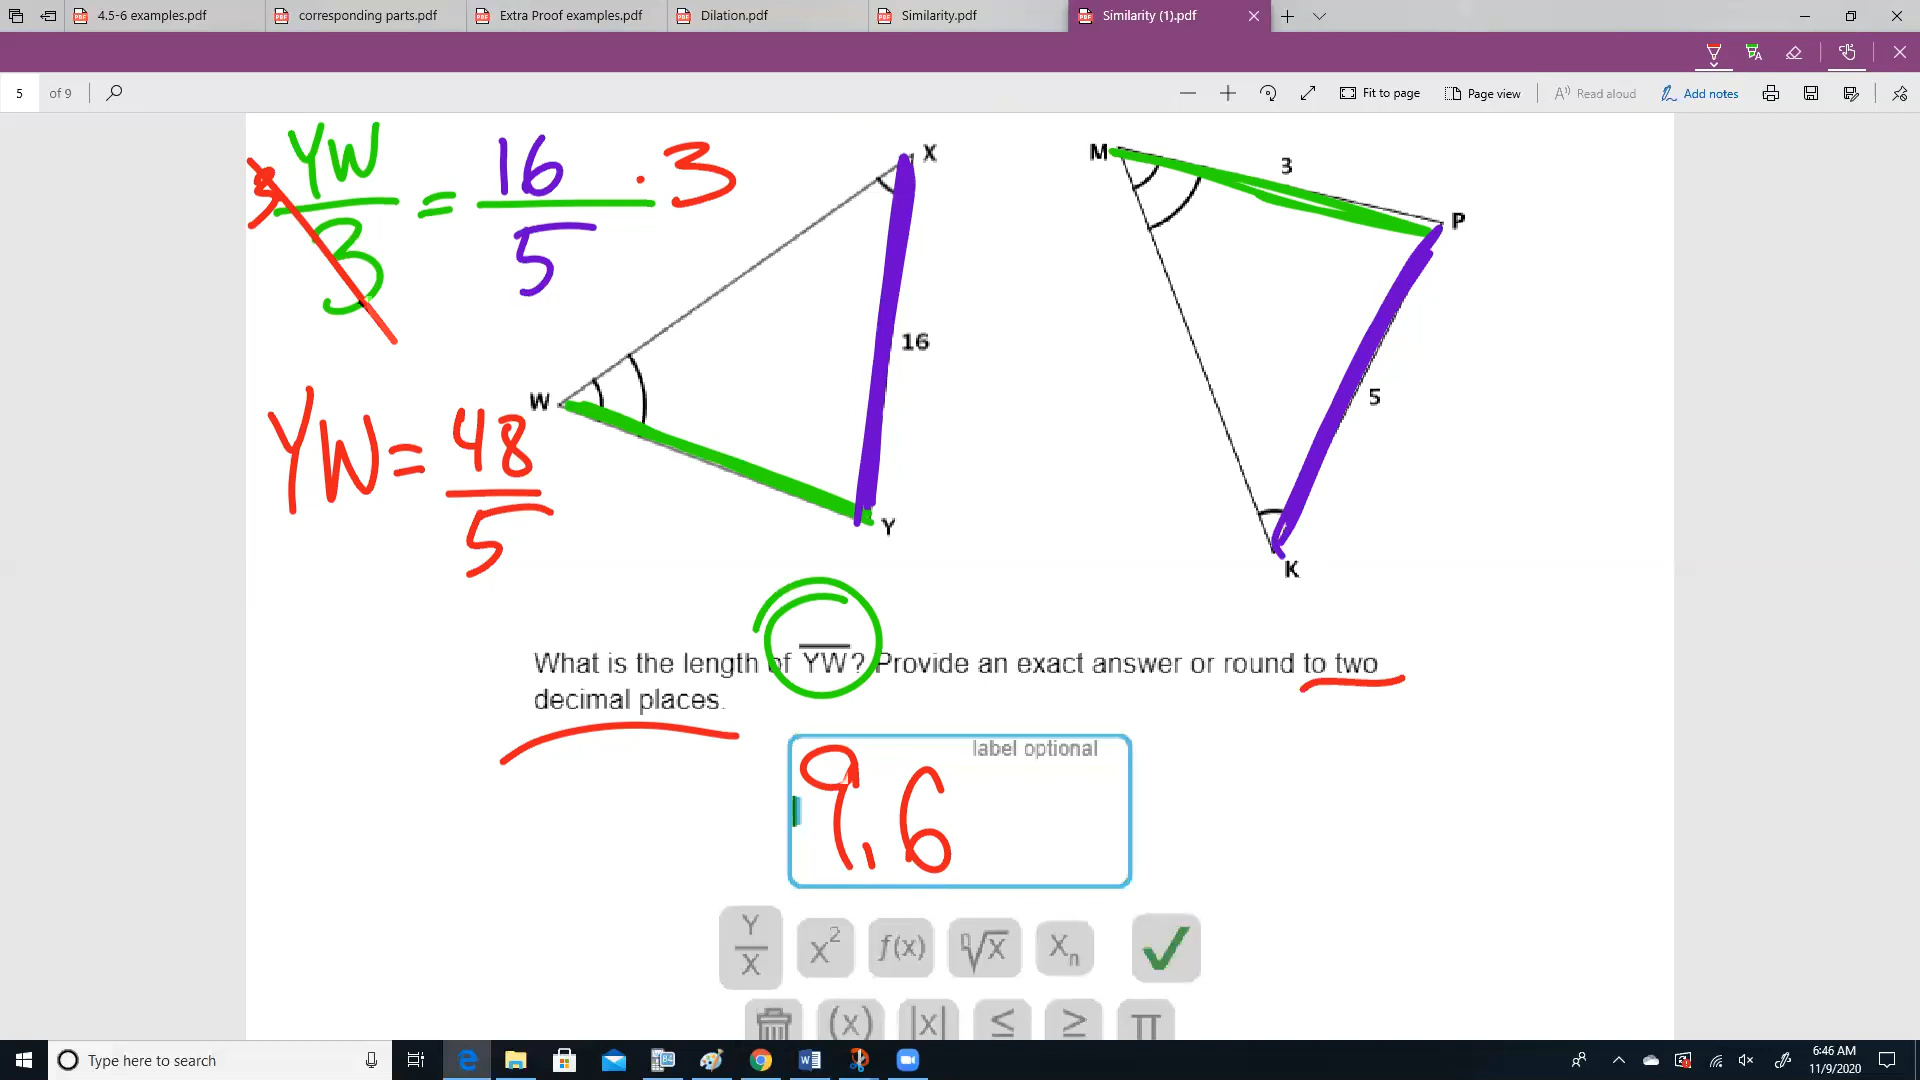 4.5-6 examples.pdf
corresponding parts.pdf
Extra Proof examples.pdf
Dilation.pdf
Similarity.pdf
Similarity (1).pdf
5 of 9
Fit to page
Page view
Read aloud
Add notes
YW/3 = 16/5 · 3
YW = 48/5
X
W
16
Y
M
3
P
5
K
What is the length of YW? Provide an exact answer or round to two
decimal places.
label optional
9.6
Y/X
x²
f(x)
ⁿ√x
Xn
(x)
|x|
≤
≥
π
Type here to search
6:46 AM
11/9/2020